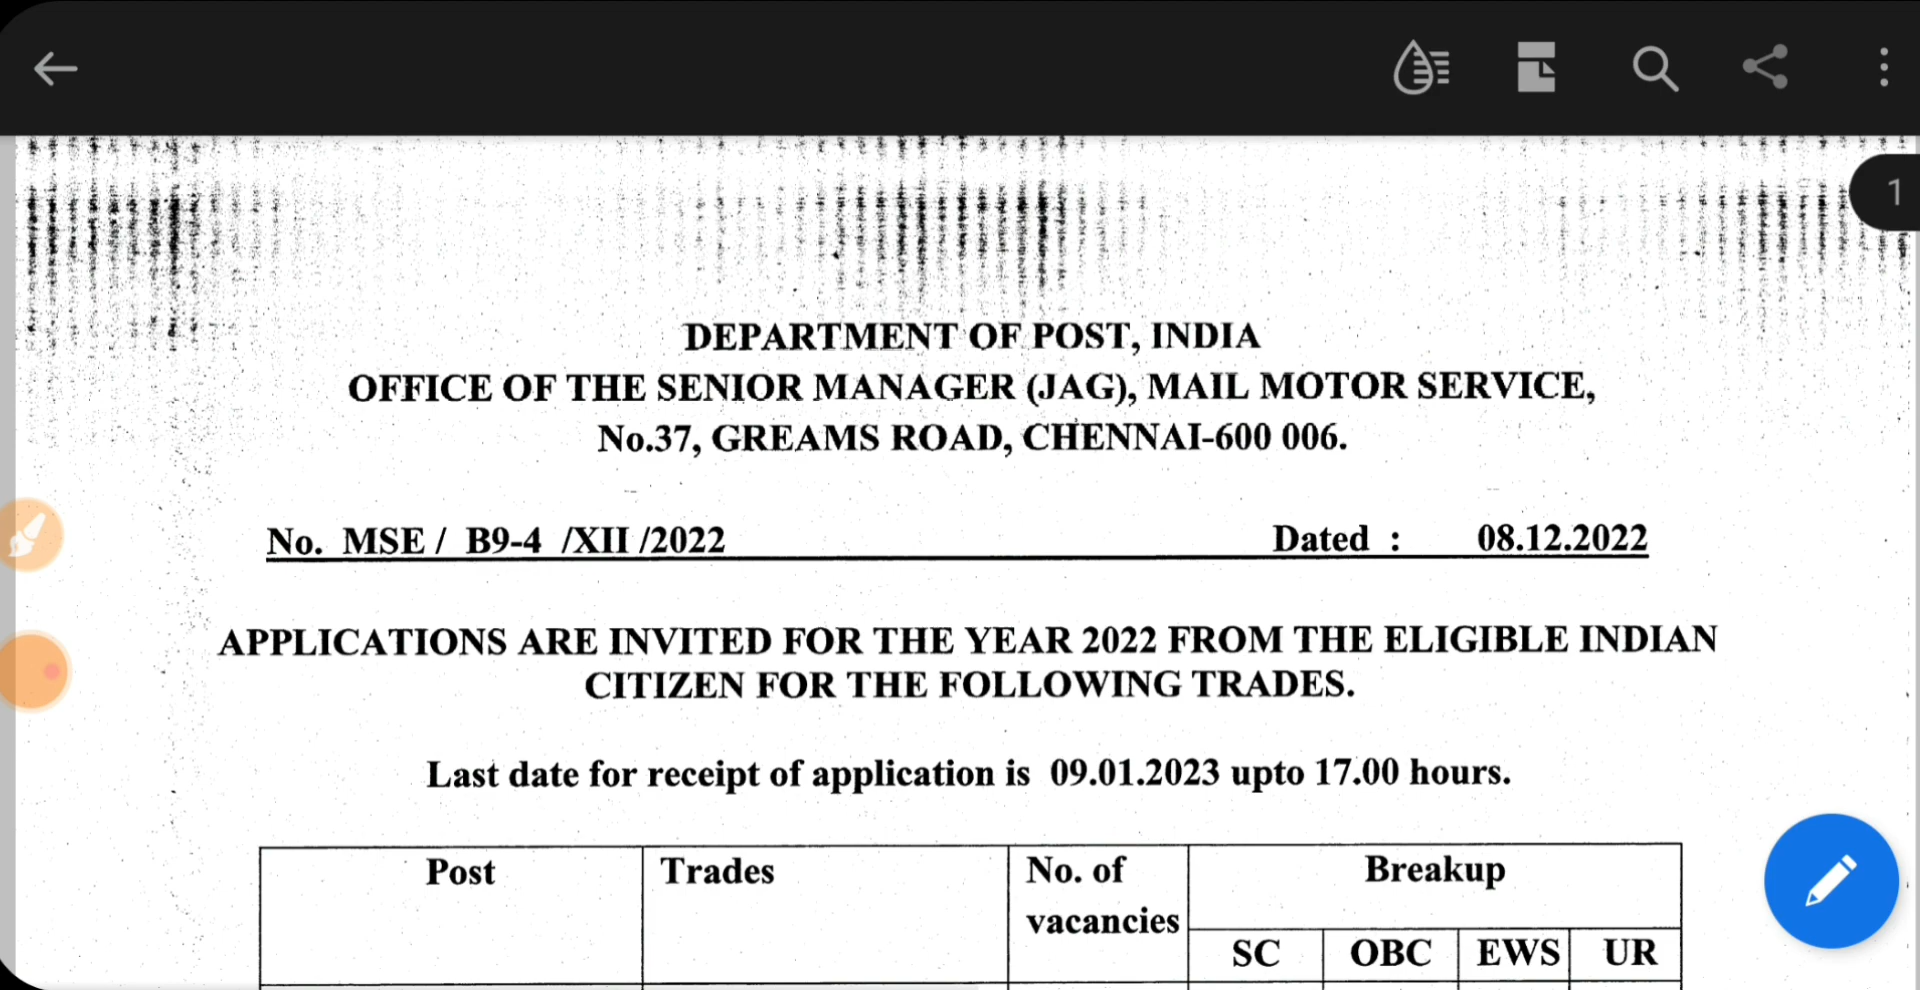 1
DEPARTMENT OF POST, INDIA
OFFICE OF THE SENIOR MANAGER (JAG), MAIL MOTOR SERVICE,
No.37, GREAMS ROAD, CHENNAI-600 006.
No. MSE / B9-4 /XII /2022 Dated : 08.12.2022
APPLICATIONS ARE INVITED FOR THE YEAR 2022 FROM THE ELIGIBLE INDIAN
CITIZEN FOR THE FOLLOWING TRADES.
Last date for receipt of application is 09.01.2023 upto 17.00 hours.
Post Trades No. of Breakup
vacancies
SC OBC EWS UR